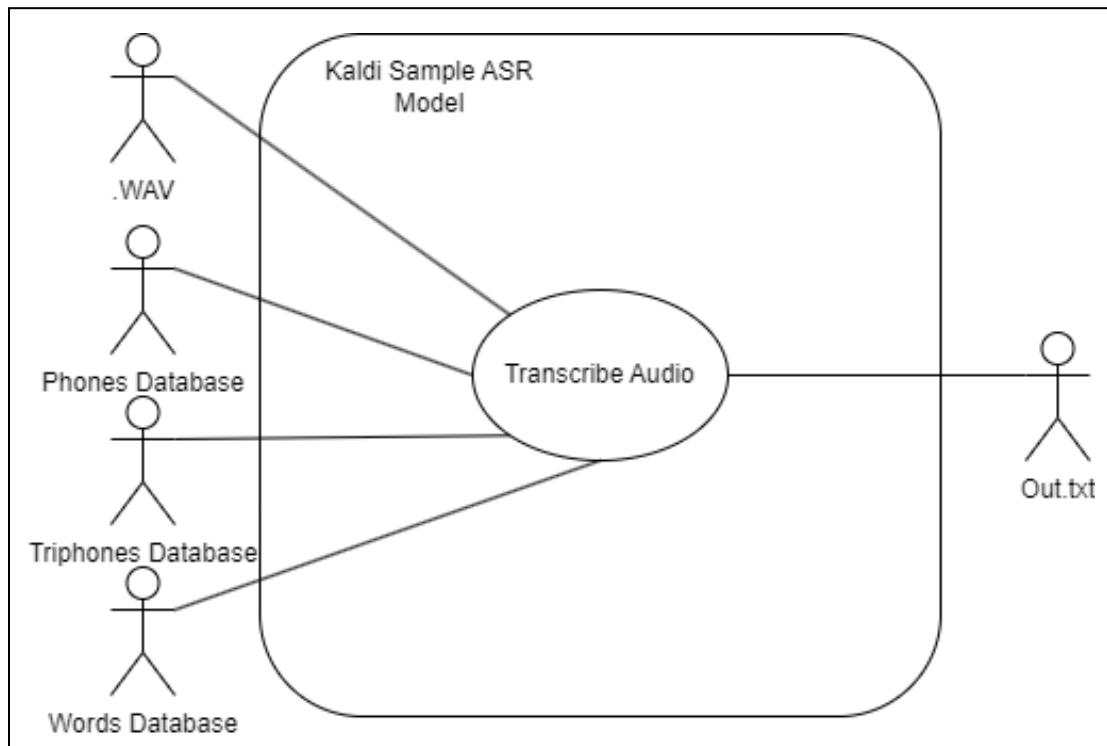 Kaldi Sample ASR
Model
.WAV
Phones Database
Triphones Database
Words Database
Transcribe Audio
Out.txt